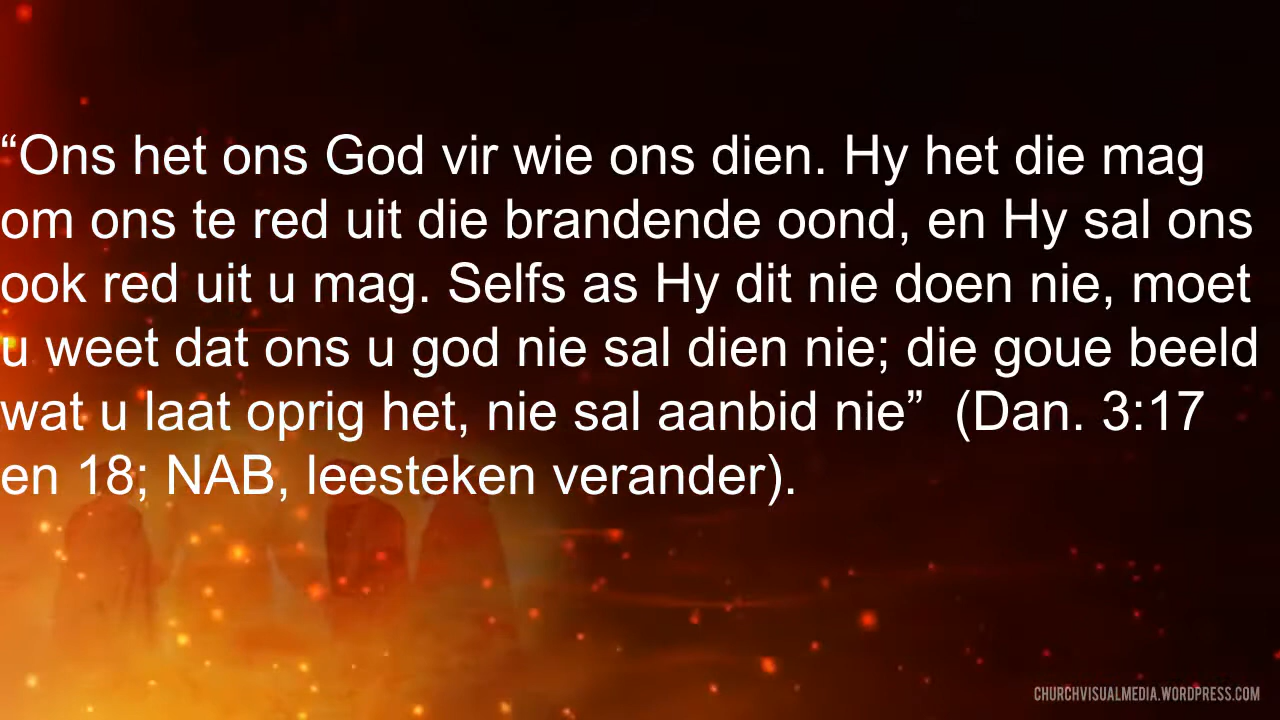 “Ons het ons God vir wie ons dien. Hy het die mag
om ons te red uit die brandende oond, en Hy sal ons
ook red uit u mag. Selfs as Hy dit nie doen nie, moet
u weet dat ons u god nie sal dien nie; die goue beeld
wat u laat oprig het, nie sal aanbid nie”  (Dan. 3:17
en 18; NAB, leesteken verander).
CHURCHVISUALMEDIA.WORDPRESS.COM